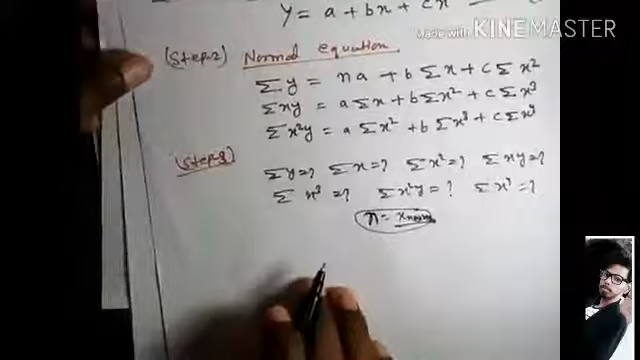 y = a + bx + cx
Made with KINEMASTER
(Step-2) Normal equation
Σy = na + bΣx + cΣx²
Σxy = aΣx + bΣx² + cΣx³
Σx²y = aΣx² + bΣx³ + cΣx⁴
(Step-3)
Σy=? Σx=? Σx²=? Σxy=?
Σx³=? Σx²y=? Σx⁴=?
n=